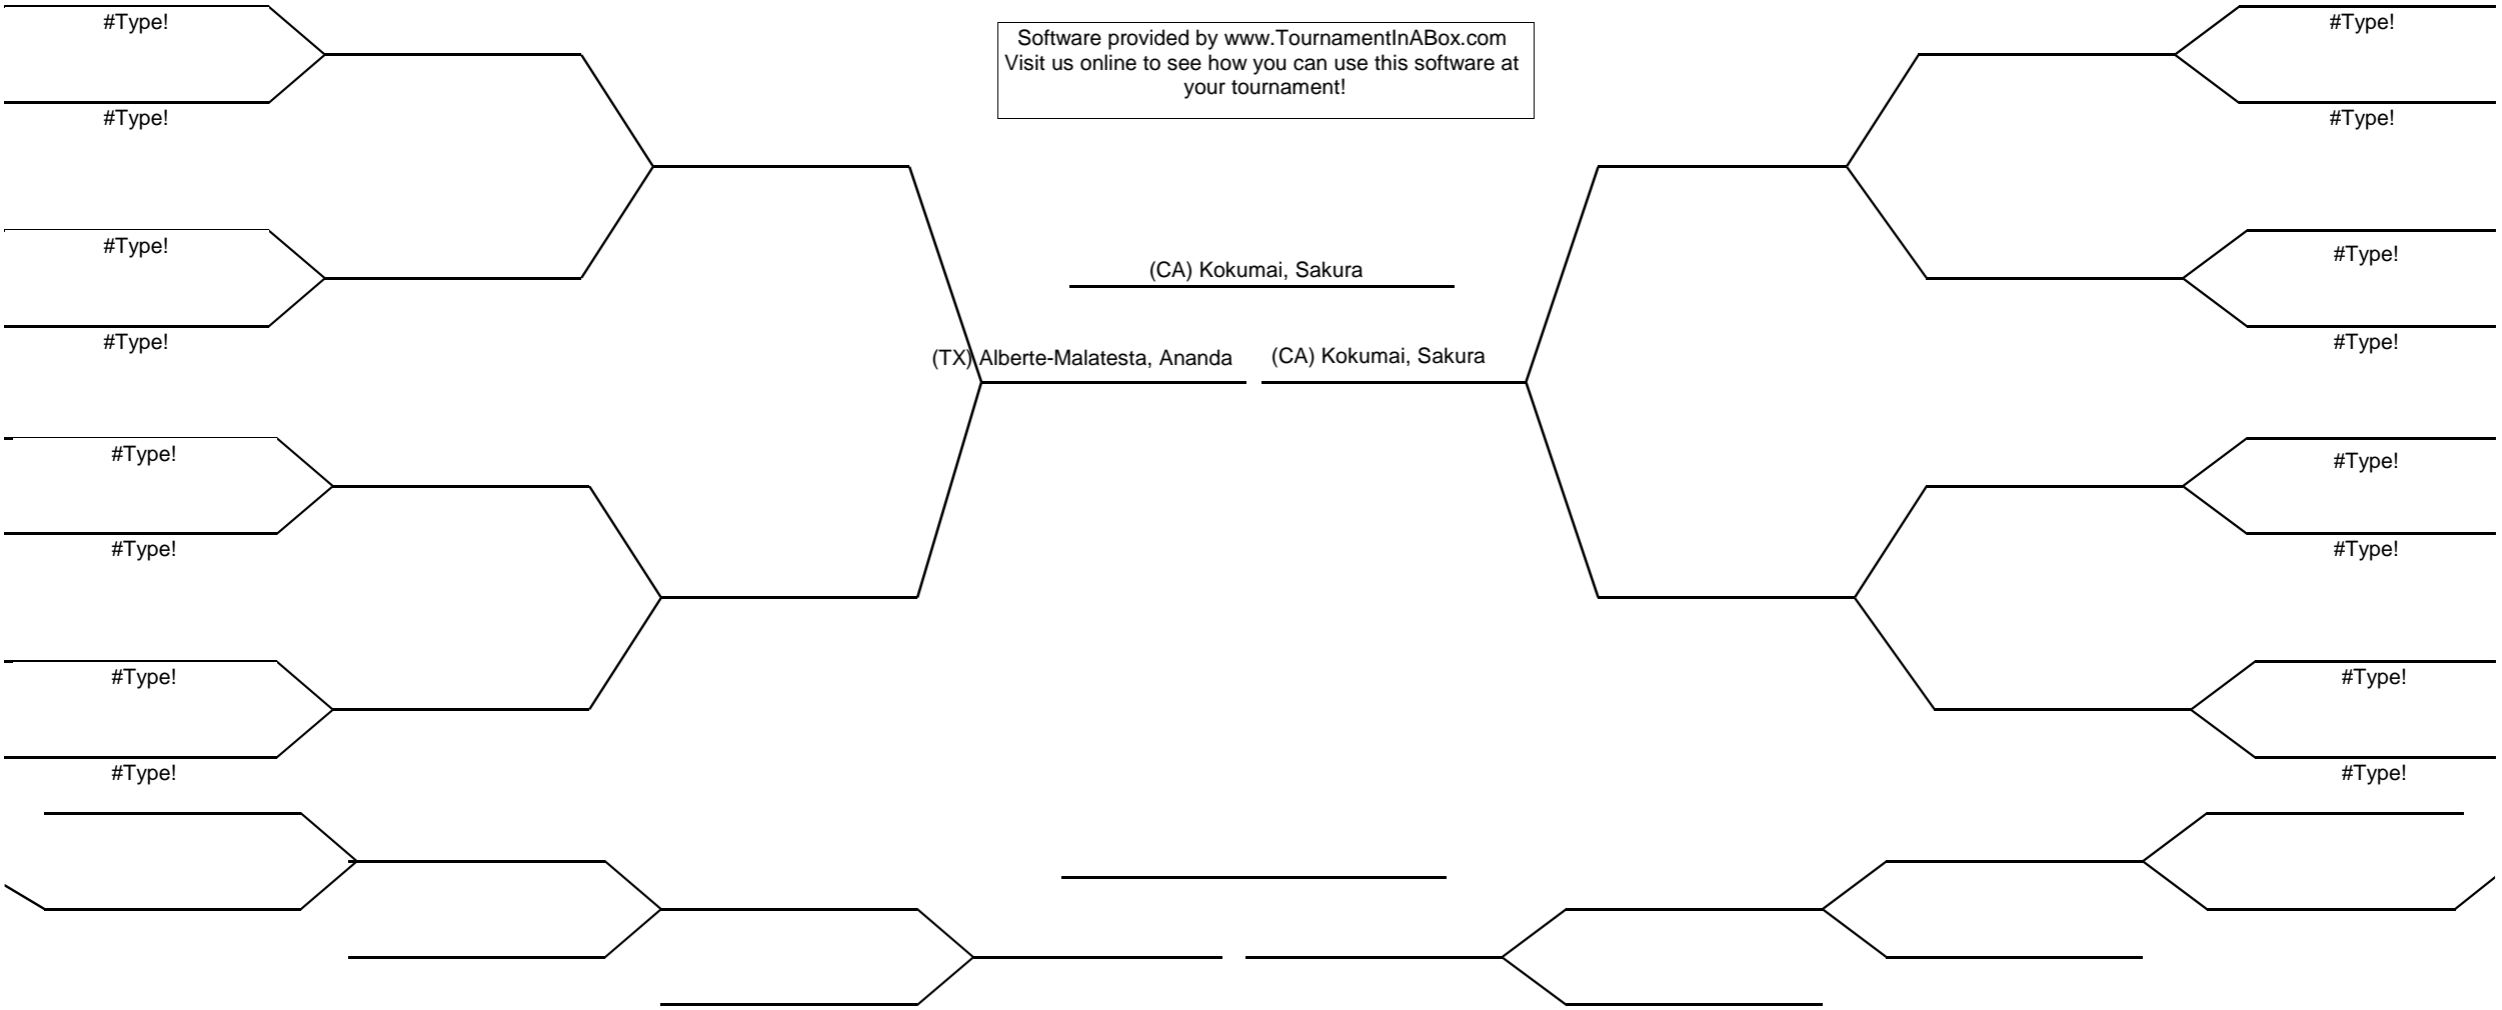 #Type!
Software provided by www.TournamentInABox.com
Visit us online to see how you can use this software at
your tournament!
#Type!
#Type!
#Type!
#Type!
#Type!
(CA) Kokumai, Sakura
#Type!
#Type!
(TX) Alberte-Malatesta, Ananda
(CA) Kokumai, Sakura
#Type!
#Type!
#Type!
#Type!
#Type!
#Type!
#Type!
#Type!